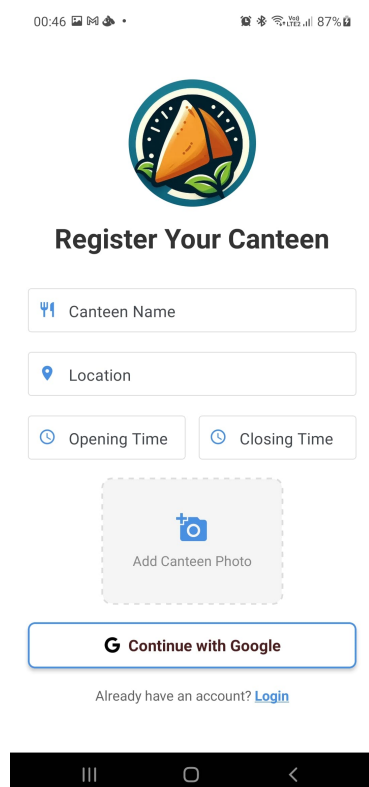 00:46 87%
Register Your Canteen
Canteen Name
Location
Opening Time Closing Time
Add Canteen Photo
Continue with Google
Already have an account? Login